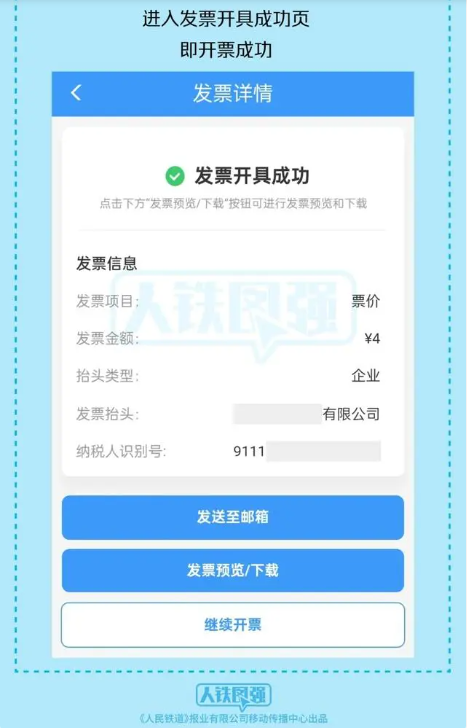 进入发票开具成功页
即开票成功
发票详情
发票开具成功
点击下方“发票预览/下载”按钮可进行发票预览和下载
发票信息
人铁图强
发票项目: 票价
发票金额: ¥4
抬头类型: 企业
发票抬头: 有限公司
纳税人识别号: 9111
发送至邮箱
发票预览/下载
继续开票
人铁图强
《人民铁道》报业有限公司移动传播中心出品